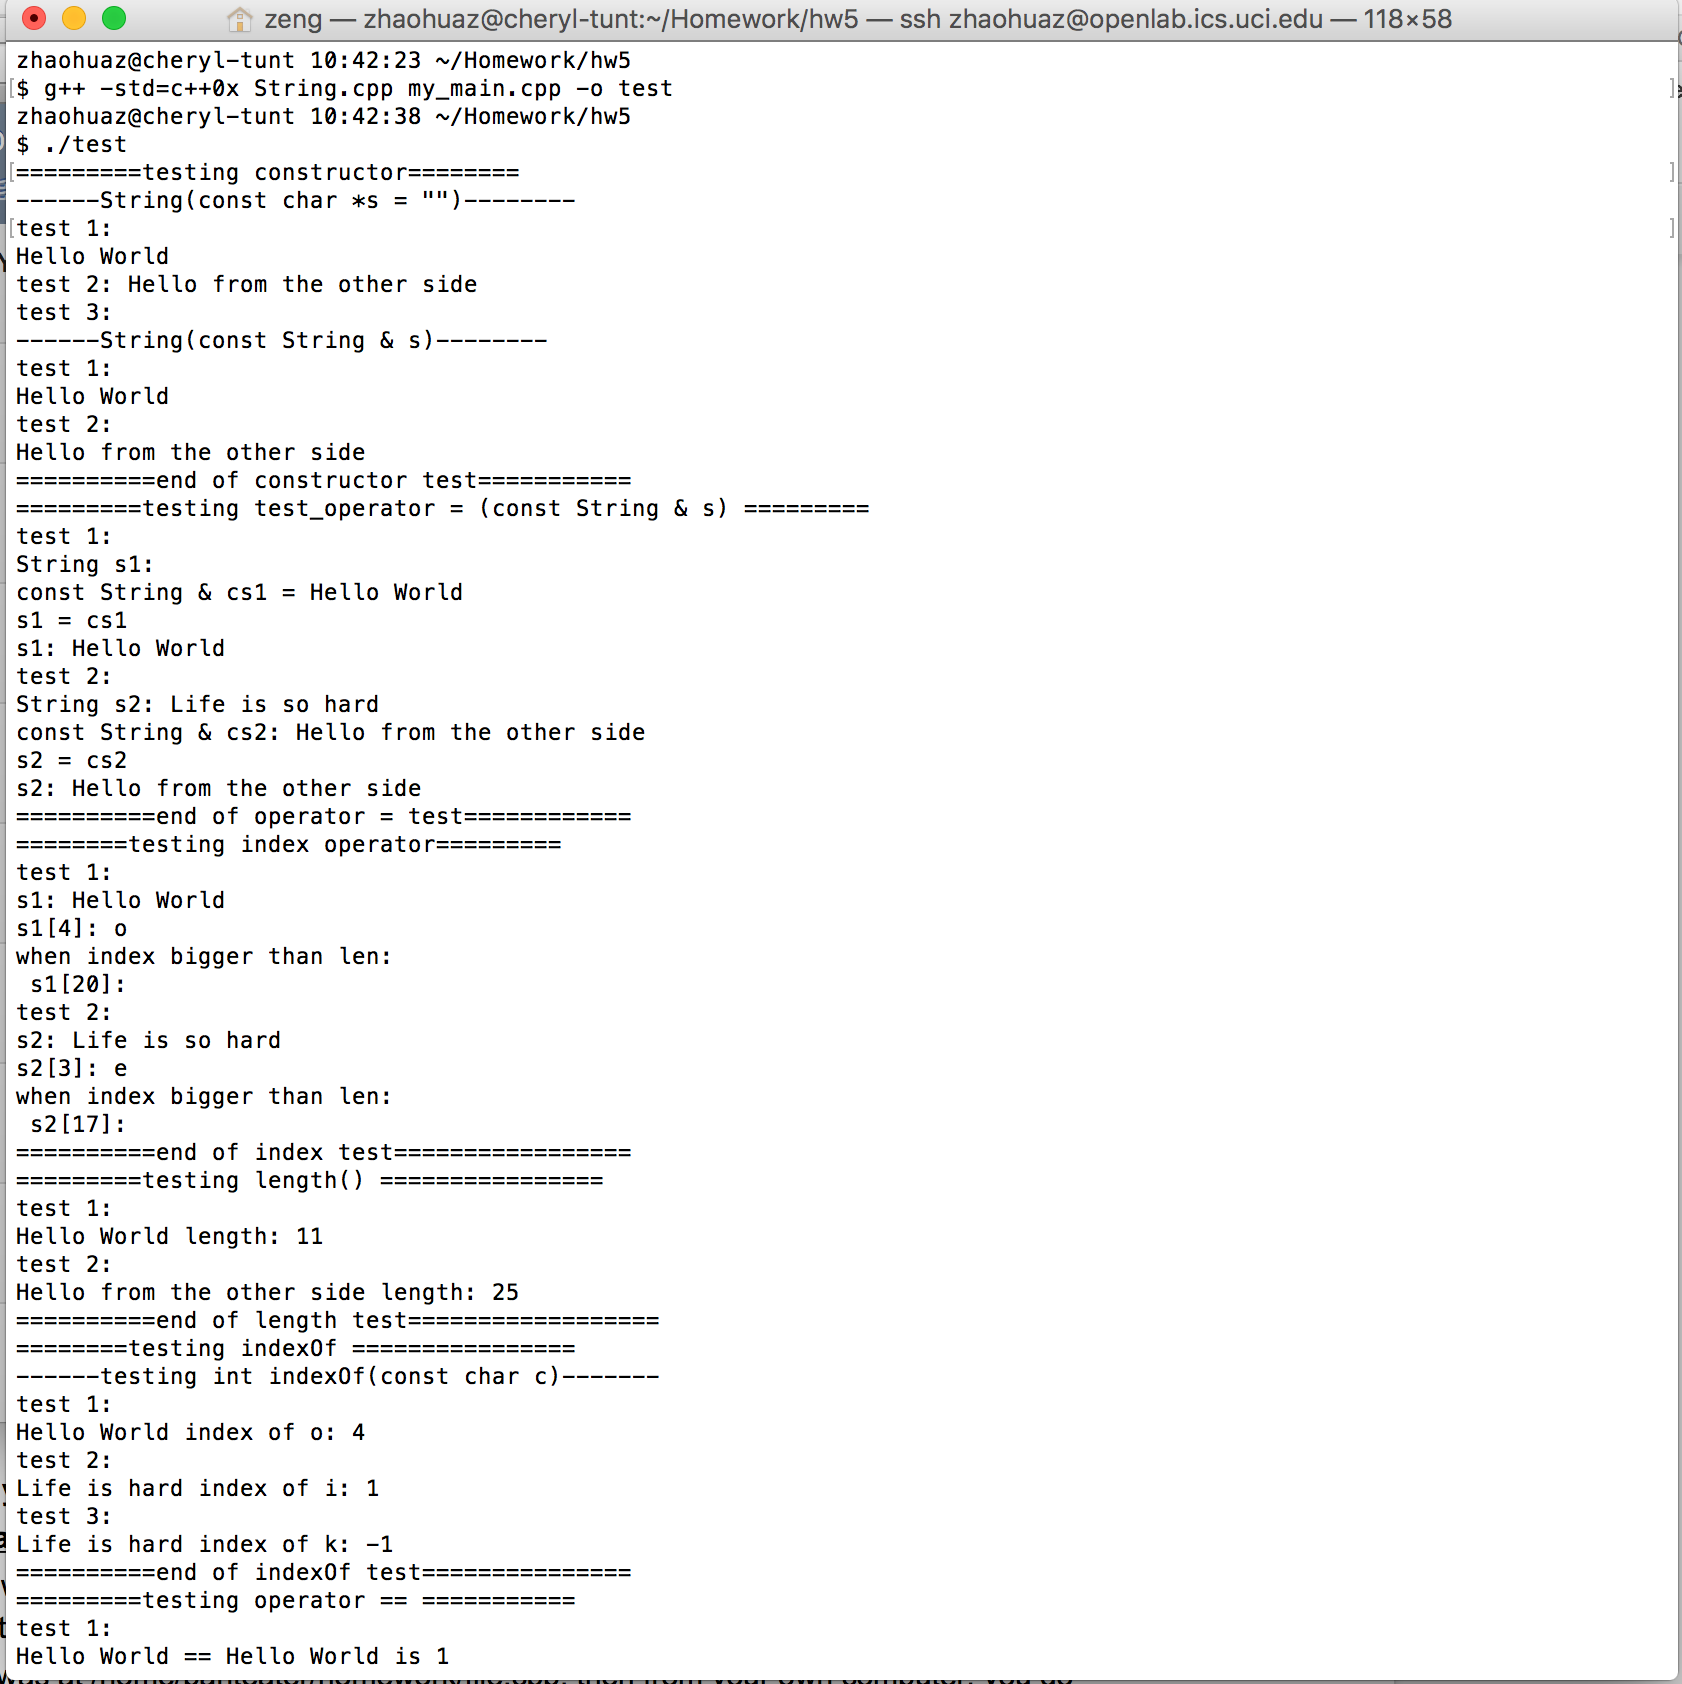 zeng — zhaohuaz@cheryl-tunt:~/Homework/hw5 — ssh zhaohuaz@openlab.ics.uci.edu — 118×58
zhaohuaz@cheryl-tunt 10:42:23 ~/Homework/hw5
[$ g++ -std=c++0x String.cpp my_main.cpp -o test ]
zhaohuaz@cheryl-tunt 10:42:38 ~/Homework/hw5
$ ./test
[=========testing constructor======== ]
------String(const char *s = "")--------
[test 1: ]
Hello World
test 2: Hello from the other side
test 3:
------String(const String & s)--------
test 1:
Hello World
test 2:
Hello from the other side
==========end of constructor test===========
=========testing test_operator = (const String & s) =========
test 1:
String s1:
const String & cs1 = Hello World
s1 = cs1
s1: Hello World
test 2:
String s2: Life is so hard
const String & cs2: Hello from the other side
s2 = cs2
s2: Hello from the other side
==========end of operator = test============
========testing index operator=========
test 1:
s1: Hello World
s1[4]: o
when index bigger than len:
 s1[20]:
test 2:
s2: Life is so hard
s2[3]: e
when index bigger than len:
 s2[17]:
==========end of index test=================
=========testing length() ================
test 1:
Hello World length: 11
test 2:
Hello from the other side length: 25
==========end of length test==================
========testing indexOf ================
------testing int indexOf(const char c)-------
test 1:
Hello World index of o: 4
test 2:
Life is hard index of i: 1
test 3:
Life is hard index of k: -1
==========end of indexOf test===============
=========testing operator == ===========
test 1:
Hello World == Hello World is 1